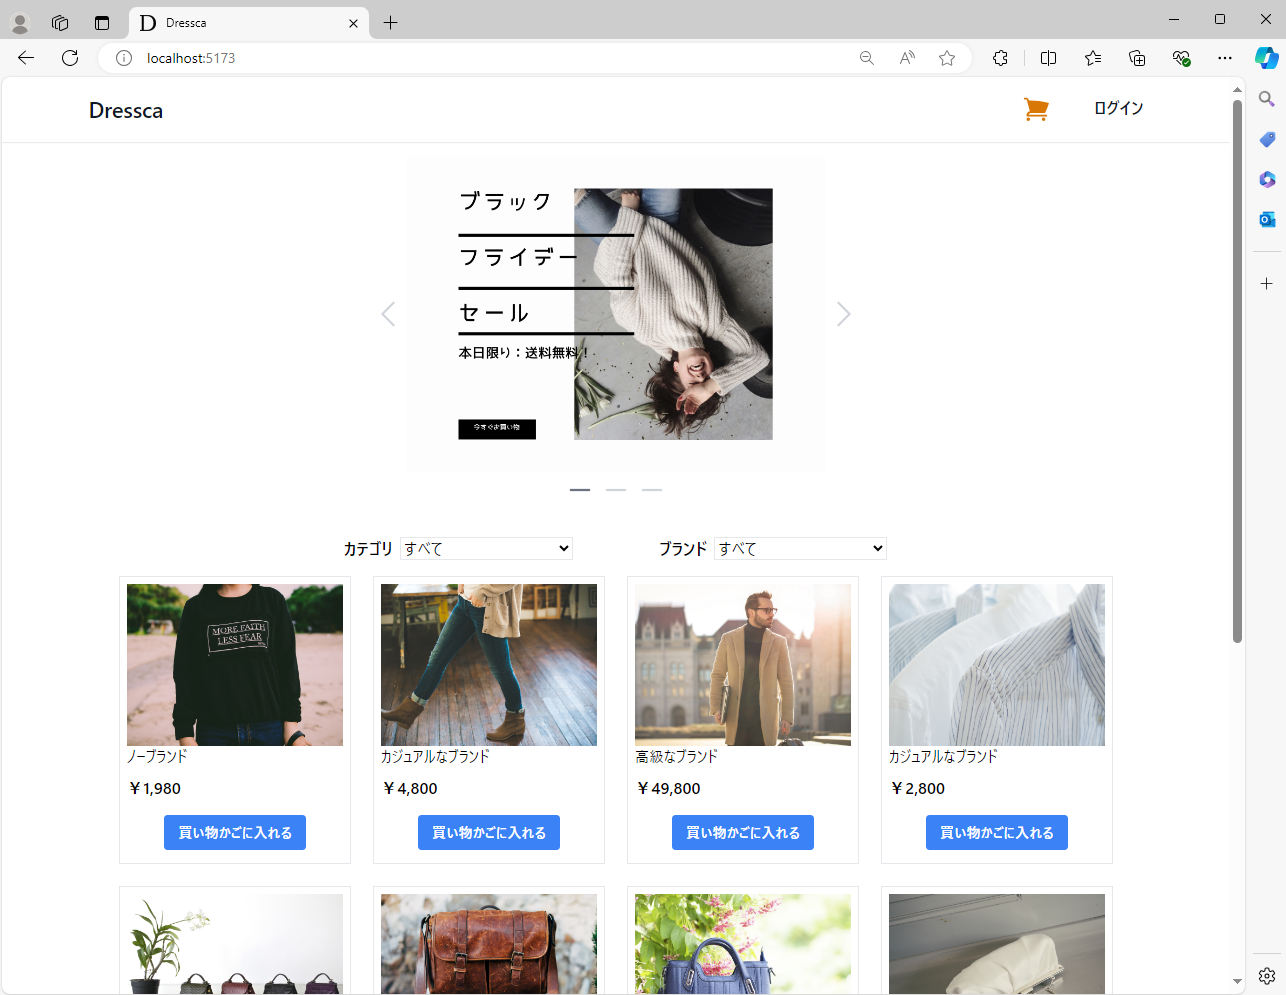 Dressca
localhost:5173
Dressca
ログイン
ブラック
フライデー
セール
本日限り：送料無料！
今すぐお買い物
カテゴリ すべて ブランド すべて
MORE FAITH
LESS FEAR
ノーブランド
￥1,980
買い物かごに入れる
カジュアルなブランド
￥4,800
買い物かごに入れる
高級なブランド
￥49,800
買い物かごに入れる
カジュアルなブランド
￥2,800
買い物かごに入れる